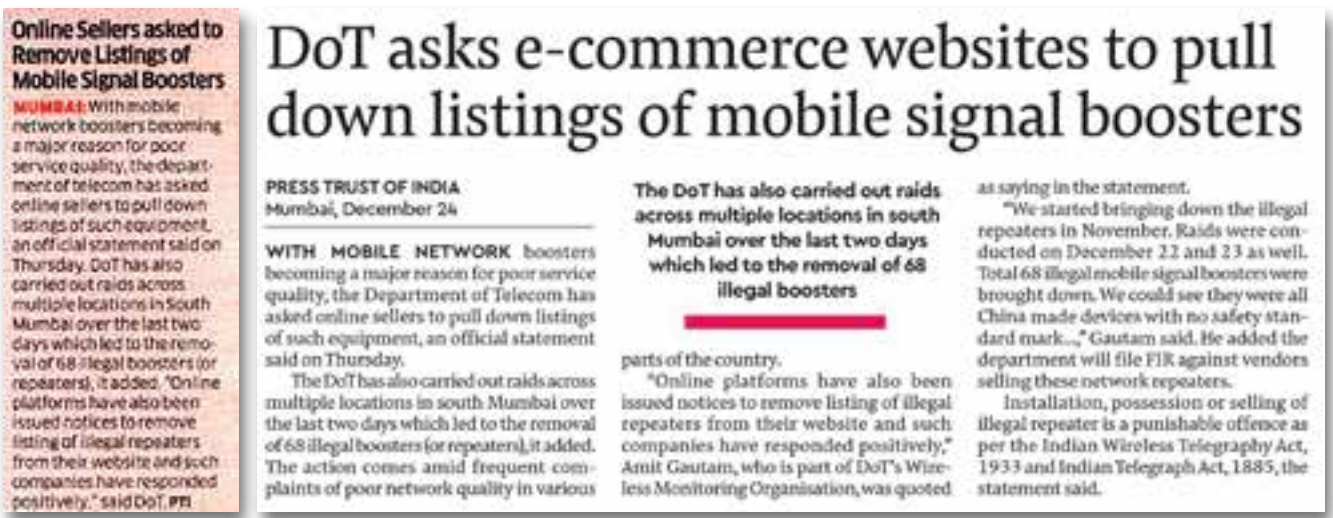 Online Sellers asked to
Remove Listings of
Mobile Signal Boosters
MUMBAI: With mobile
network boosters becoming
a major reason for poor
service quality, the depart-
ment of telecom has asked
online sellers to pull down
listings of such equipment,
an official statement said on
Thursday. DoT has also
carried out raids across
multiple locations in South
Mumbai over the last two
days which led to the remo-
val of 68 illegal boosters (or
repeaters), it added. "Online
platforms have also been
issued notices to remove
listing of illegal repeaters
from their website and such
companies have responded
positively," said DoT. PTI
DoT asks e-commerce websites to pull
down listings of mobile signal boosters
PRESS TRUST OF INDIA
Mumbai, December 24
WITH MOBILE NETWORK boosters
becoming a major reason for poor service
quality, the Department of Telecom has
asked online sellers to pull down listings
of such equipment, an official statement
said on Thursday.
The DoT has also carried out raids across
multiple locations in south Mumbai over
the last two days which led to the removal
of 68 illegal boosters (or repeaters), it added.
The action comes amid frequent com-
plaints of poor network quality in various
The DoT has also carried out raids
across multiple locations in south
Mumbai over the last two days
which led to the removal of 68
illegal boosters
parts of the country.
"Online platforms have also been
issued notices to remove listing of illegal
repeaters from their website and such
companies have responded positively,"
Amit Gautam, who is part of DoT's Wire-
less Monitoring Organisation, was quoted
as saying in the statement.
"We started bringing down the illegal
repeaters in November. Raids were con-
ducted on December 22 and 23 as well.
Total 68 illegal mobile signal boosters were
brought down. We could see they were all
China made devices with no safety stan-
dard mark...," Gautam said. He added the
department will file FIR against vendors
selling these network repeaters.
Installation, possession or selling of
illegal repeater is a punishable offence as
per the Indian Wireless Telegraphy Act,
1933 and Indian Telegraph Act, 1885, the
statement said.